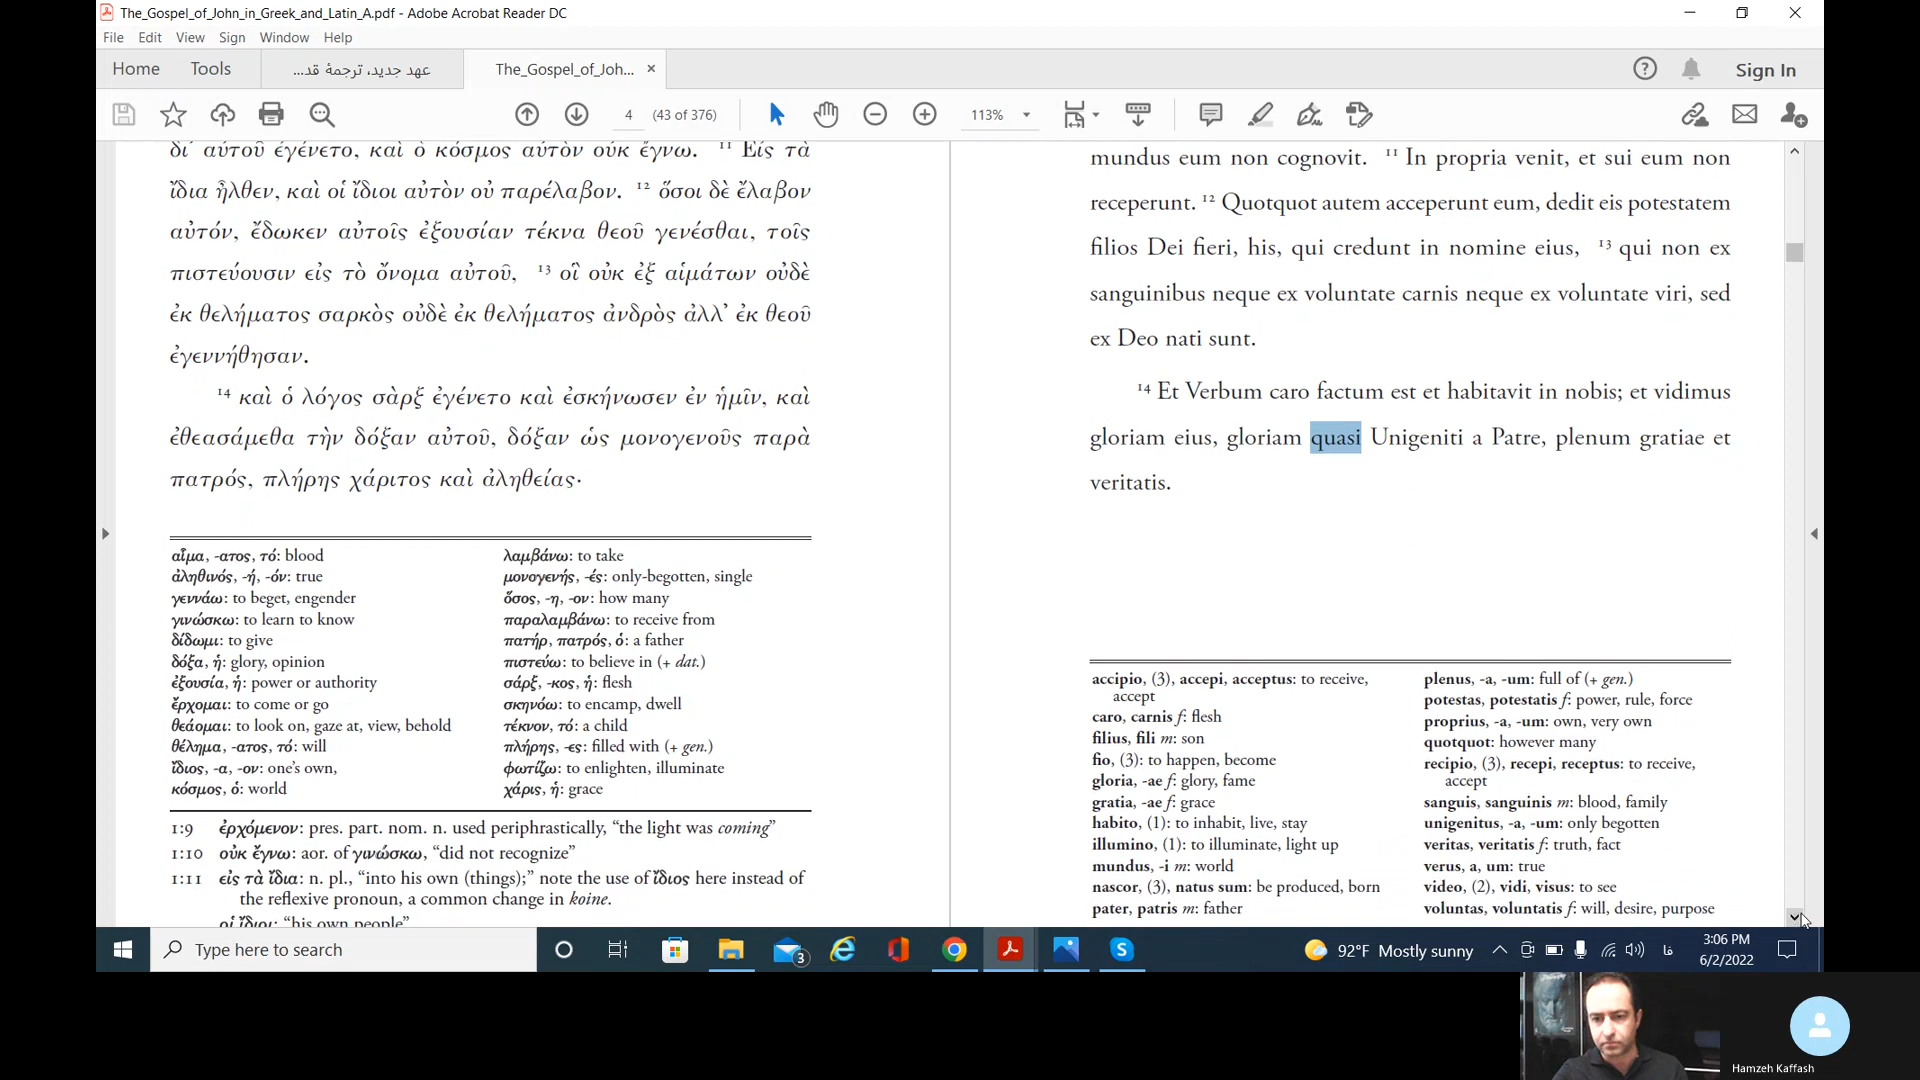 The_Gospel_of_John_in_Greek_and_Latin_A.pdf - Adobe Acrobat Reader DC
File Edit View Sign Window Help
Home Tools عهد جدید، ترجمهٔ قد... The_Gospel_of_Joh... Sign In
4 (43 of 376) 113%
δι᾽ αὐτοῦ ἐγένετο, καὶ ὁ κόσμος αὐτὸν οὐκ ἔγνω. 11 Εἰς τὰ
ἴδια ἦλθεν, καὶ οἱ ἴδιοι αὐτὸν οὐ παρέλαβον. 12 ὅσοι δὲ ἔλαβον
αὐτόν, ἔδωκεν αὐτοῖς ἐξουσίαν τέκνα θεοῦ γενέσθαι, τοῖς
πιστεύουσιν εἰς τὸ ὄνομα αὐτοῦ, 13 οἳ οὐκ ἐξ αἱμάτων οὐδὲ
ἐκ θελήματος σαρκὸς οὐδὲ ἐκ θελήματος ἀνδρὸς ἀλλ᾽ ἐκ θεοῦ
ἐγεννήθησαν.
14 καὶ ὁ λόγος σὰρξ ἐγένετο καὶ ἐσκήνωσεν ἐν ἡμῖν, καὶ
ἐθεασάμεθα τὴν δόξαν αὐτοῦ, δόξαν ὡς μονογενοῦς παρὰ
πατρός, πλήρης χάριτος καὶ ἀληθείας·
αἷμα, -ατος, τό: blood
ἀληθινός, -ή, -όν: true
γεννάω: to beget, engender
γινώσκω: to learn to know
δίδωμι: to give
δόξα, ἡ: glory, opinion
ἐξουσία, ἡ: power or authority
ἔρχομαι: to come or go
θεάομαι: to look on, gaze at, view, behold
θέλημα, -ατος, τό: will
ἴδιος, -α, -ον: one's own,
κόσμος, ὁ: world
λαμβάνω: to take
μονογενής, -ές: only-begotten, single
ὅσος, -η, -ον: how many
παραλαμβάνω: to receive from
πατήρ, πατρός, ὁ: a father
πιστεύω: to believe in (+ dat.)
σάρξ, -κος, ἡ: flesh
σκηνόω: to encamp, dwell
τέκνον, τό: a child
πλήρης, -ες: filled with (+ gen.)
φωτίζω: to enlighten, illuminate
χάρις, ἡ: grace
1:9 ἐρχόμενον: pres. part. nom. n. used periphrastically, “the light was coming”
1:10 οὐκ ἔγνω: aor. of γινώσκω, “did not recognize”
1:11 εἰς τὰ ἴδια: n. pl., “into his own (things);” note the use of ἴδιος here instead of
the reflexive pronoun, a common change in koine.
οἱ ἴδιοι: “his own people”
mundus eum non cognovit. 11 In propria venit, et sui eum non
receperunt. 12 Quotquot autem acceperunt eum, dedit eis potestatem
filios Dei fieri, his, qui credunt in nomine eius, 13 qui non ex
sanguinibus neque ex voluntate carnis neque ex voluntate viri, sed
ex Deo nati sunt.
14 Et Verbum caro factum est et habitavit in nobis; et vidimus
gloriam eius, gloriam quasi Unigeniti a Patre, plenum gratiae et
veritatis.
accipio, (3), accepi, acceptus: to receive,
accept
caro, carnis f: flesh
filius, fili m: son
fio, (3): to happen, become
gloria, -ae f: glory, fame
gratia, -ae f: grace
habito, (1): to inhabit, live, stay
illumino, (1): to illuminate, light up
mundus, -i m: world
nascor, (3), natus sum: be produced, born
pater, patris m: father
plenus, -a, -um: full of (+ gen.)
potestas, potestatis f: power, rule, force
proprius, -a, -um: own, very own
quotquot: however many
recipio, (3), recepi, receptus: to receive,
accept
sanguis, sanguinis m: blood, family
unigenitus, -a, -um: only begotten
veritas, veritatis f: truth, fact
verus, a, um: true
video, (2), vidi, visus: to see
voluntas, voluntatis f: will, desire, purpose
Type here to search 3 92°F Mostly sunny فا 3:06 PM
6/2/2022
Hamzeh Kaffash